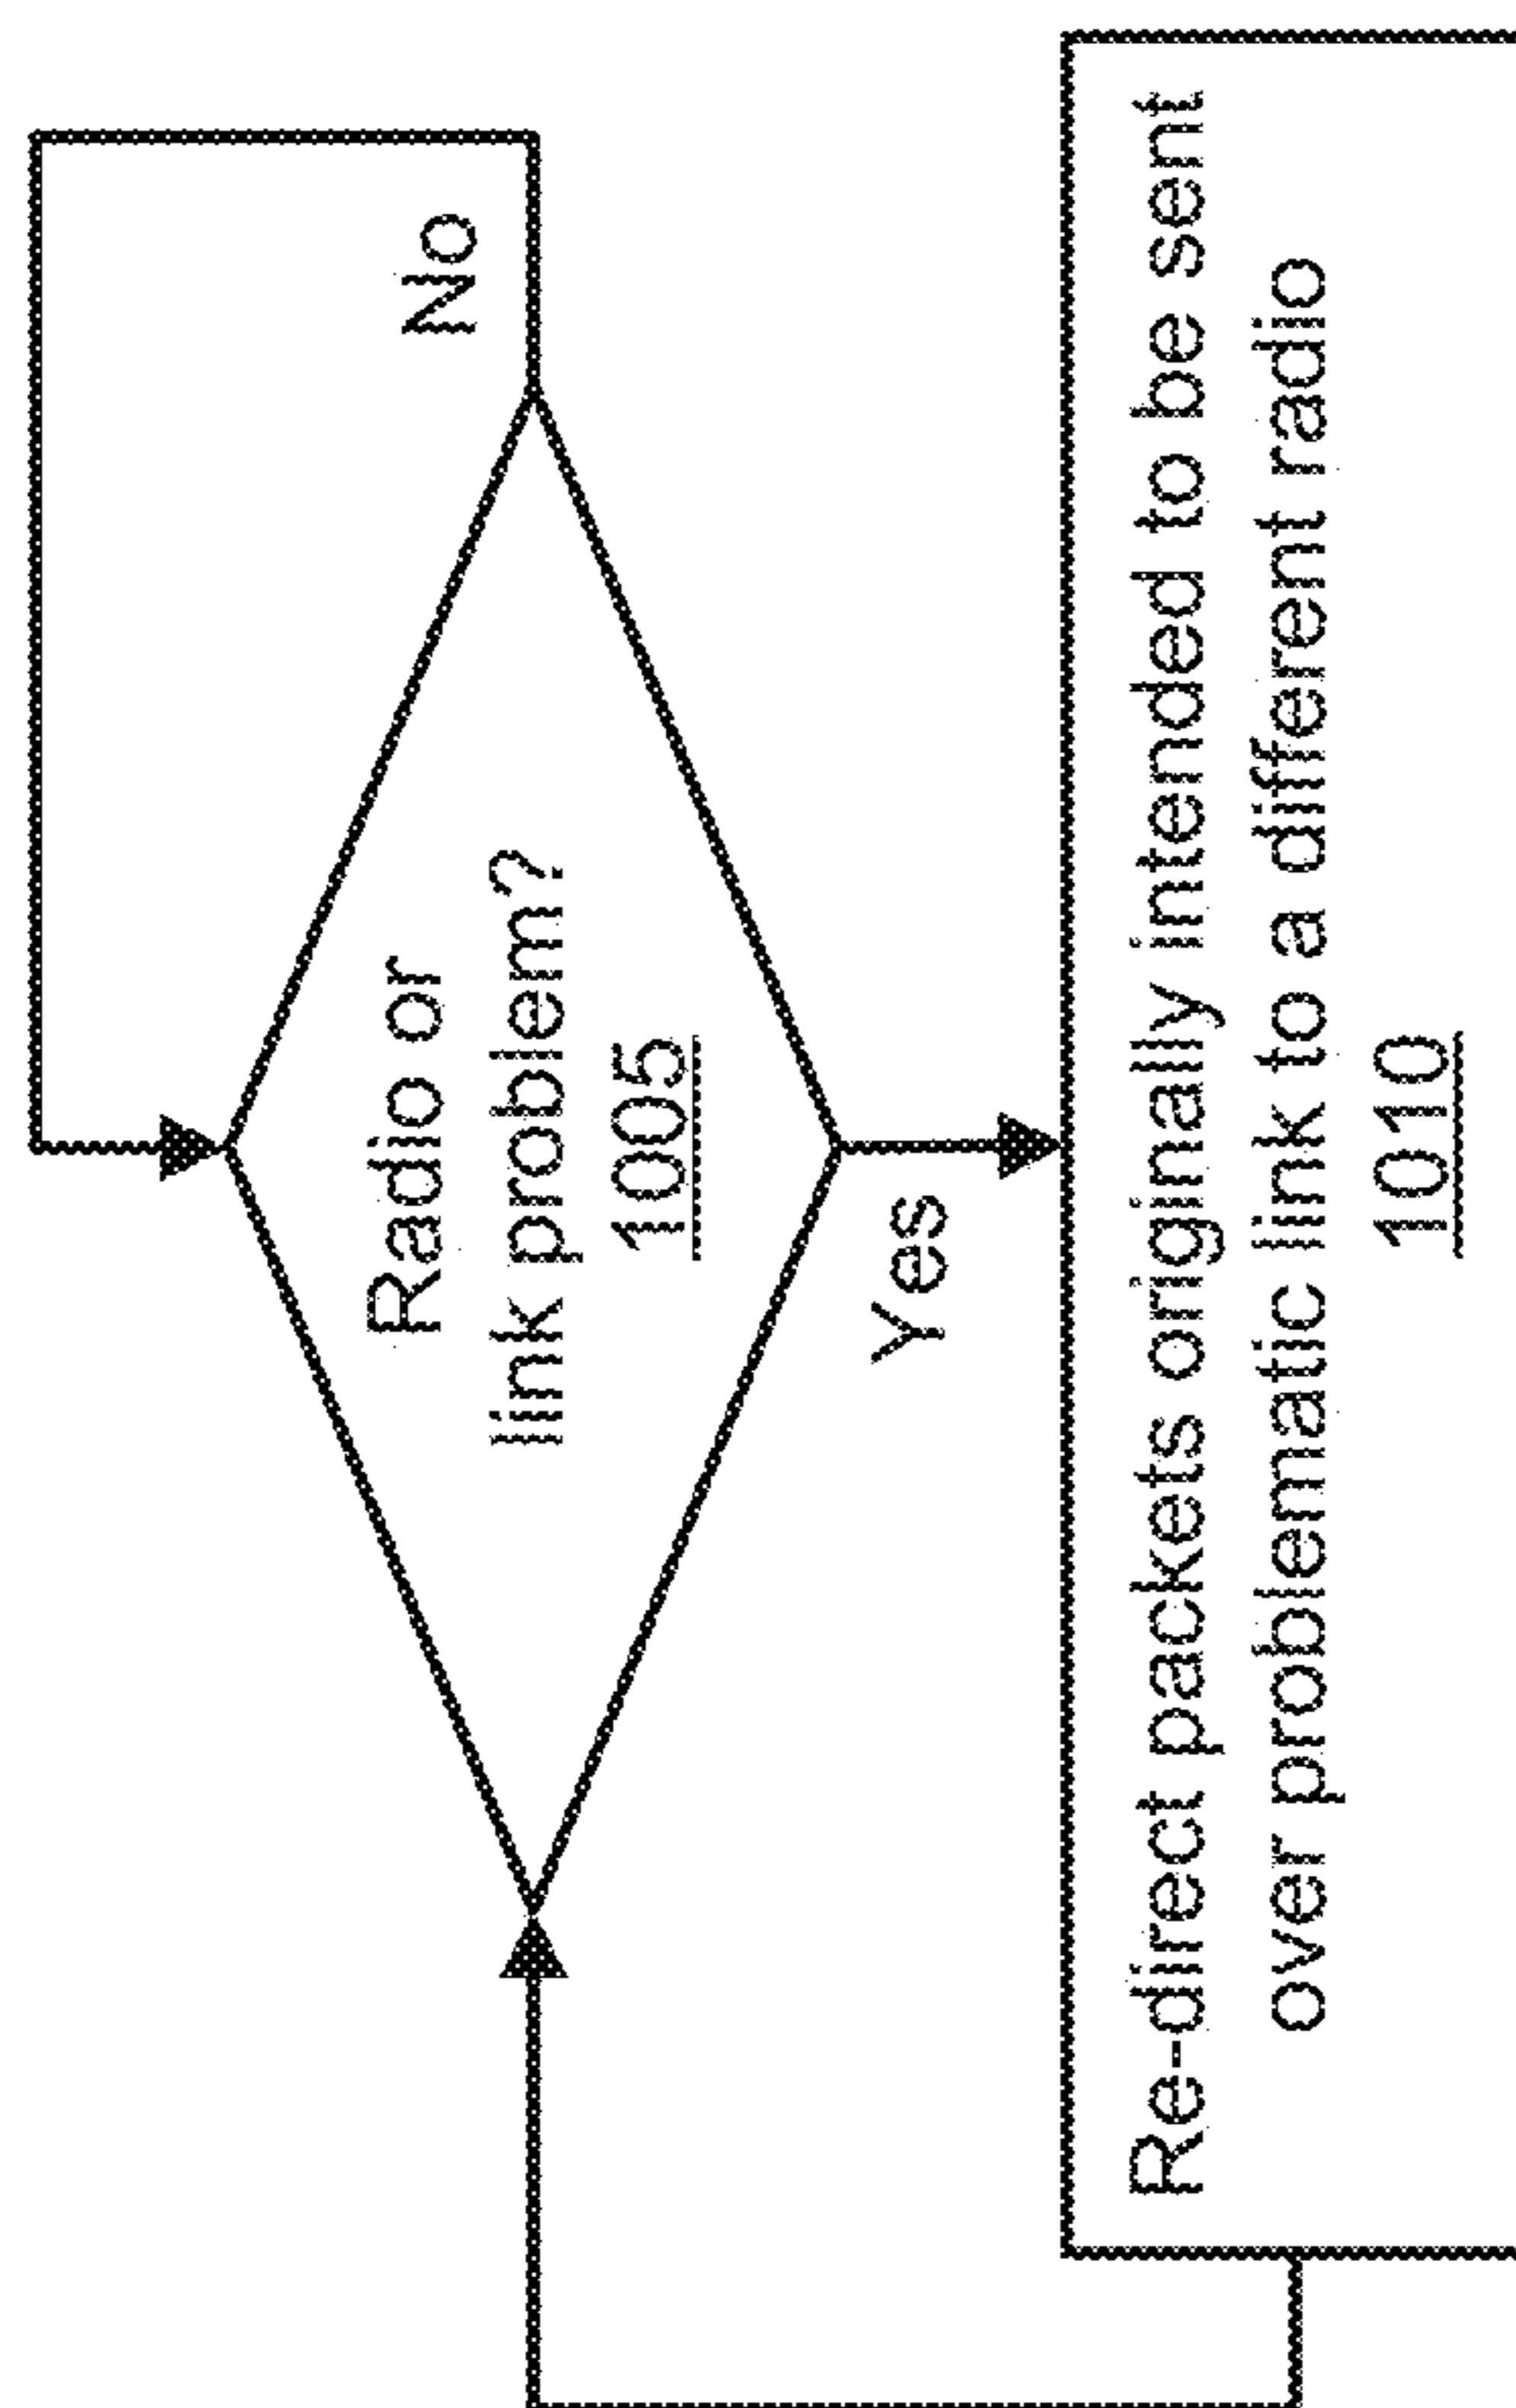 Radio or
link problem?
1005
No
Yes
Re-direct packets originally intended to be sent
over problematic link to a different radio
1010